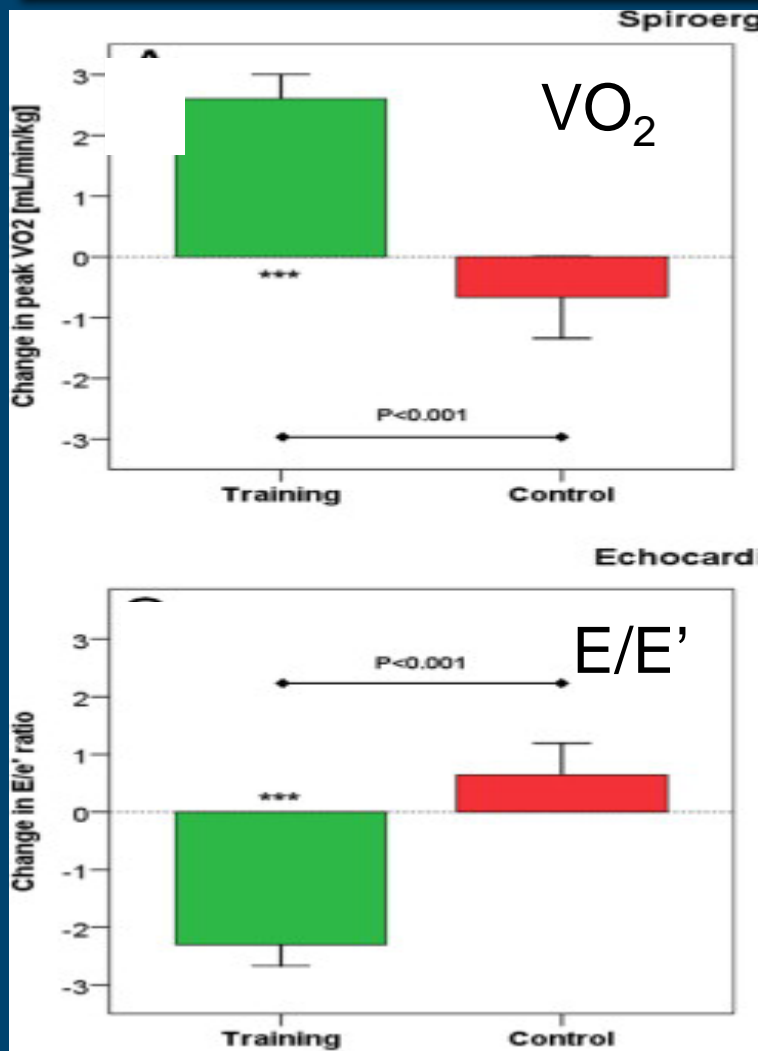 Spiroerg
VO₂
Change in peak VO2 [mL/min/kg]
3
2
1
0
-1
-2
-3
***
P<0.001
Training Control
Echocardi
E/E’
Change in E/e' ratio
3
2
1
0
-1
-2
-3
P<0.001
***
Training Control